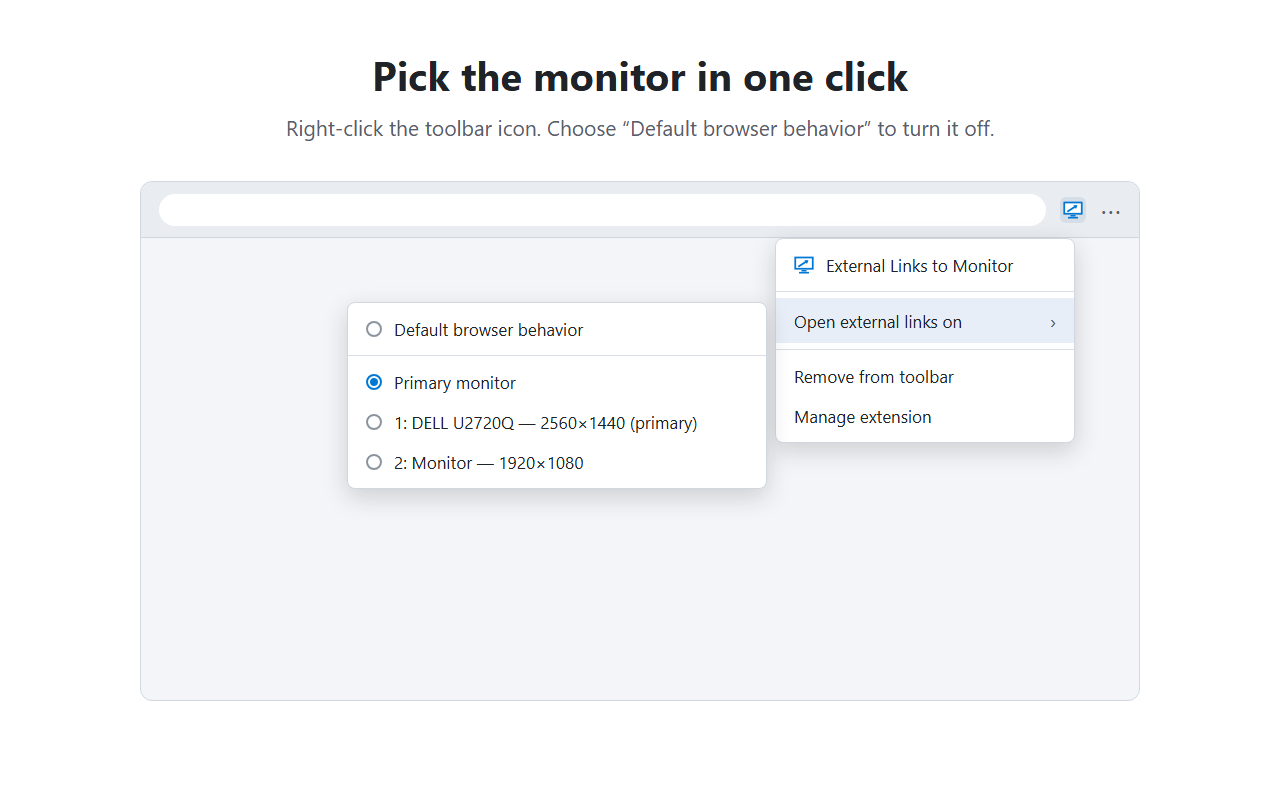 Pick the monitor in one click
Right-click the toolbar icon. Choose “Default browser behavior” to turn it off.
External Links to Monitor
Open external links on
Remove from toolbar
Manage extension
Default browser behavior
Primary monitor
1: DELL U2720Q — 2560×1440 (primary)
2: Monitor — 1920×1080